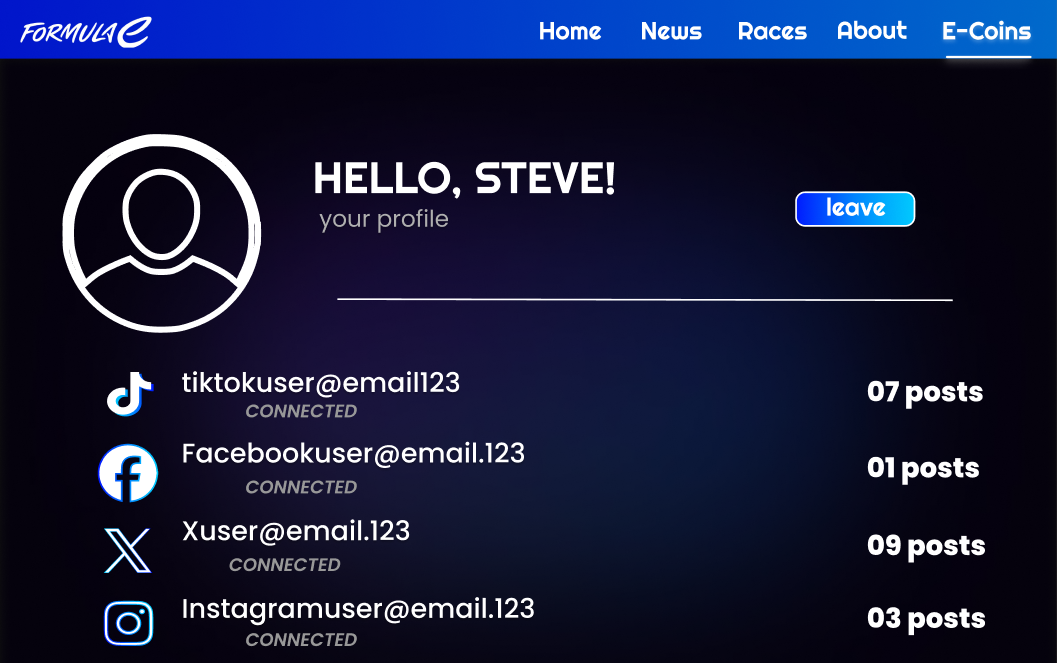 FORMULA E
Home News Races About E-Coins
HELLO, STEVE!
your profile
leave
tiktokuser@email123
CONNECTED
07 posts
Facebookuser@email.123
CONNECTED
01 posts
Xuser@email.123
CONNECTED
09 posts
Instagramuser@email.123
CONNECTED
03 posts